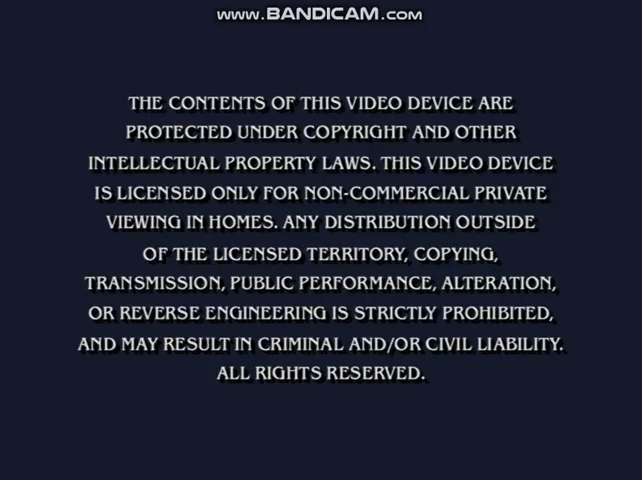 www.BANDICAM.com
THE CONTENTS OF THIS VIDEO DEVICE ARE
PROTECTED UNDER COPYRIGHT AND OTHER
INTELLECTUAL PROPERTY LAWS. THIS VIDEO DEVICE
IS LICENSED ONLY FOR NON-COMMERCIAL PRIVATE
VIEWING IN HOMES. ANY DISTRIBUTION OUTSIDE
OF THE LICENSED TERRITORY, COPYING,
TRANSMISSION, PUBLIC PERFORMANCE, ALTERATION,
OR REVERSE ENGINEERING IS STRICTLY PROHIBITED,
AND MAY RESULT IN CRIMINAL AND/OR CIVIL LIABILITY.
ALL RIGHTS RESERVED.